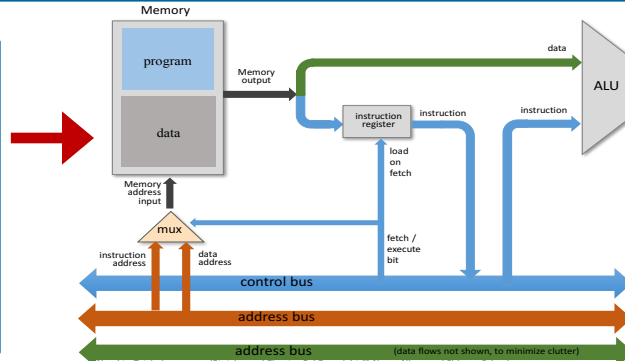 Memory
program
data
Memory
output
data
ALU
instruction
register
instruction
instruction
load
on
fetch
Memory
address
input
mux
instruction
address
data
address
fetch /
execute
bit
control bus
address bus
address bus
(data flows not shown, to minimize clutter)